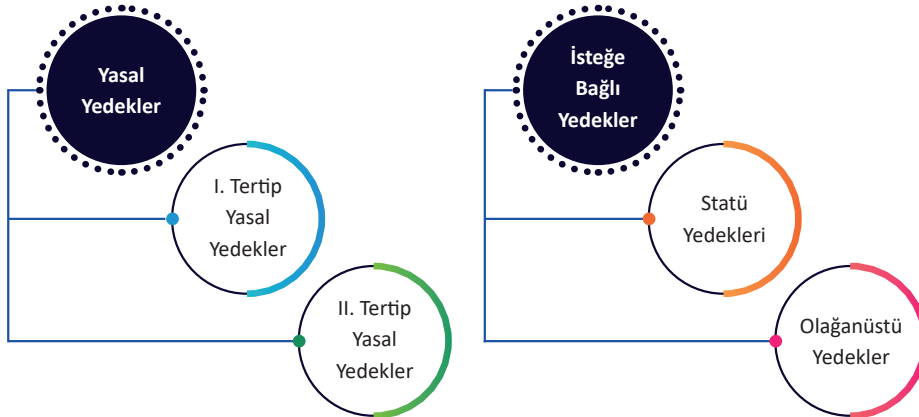 Yasal
Yedekler
I. Tertip
Yasal
Yedekler
II. Tertip
Yasal
Yedekler
İsteğe
Bağlı
Yedekler
Statü
Yedekleri
Olağanüstü
Yedekler